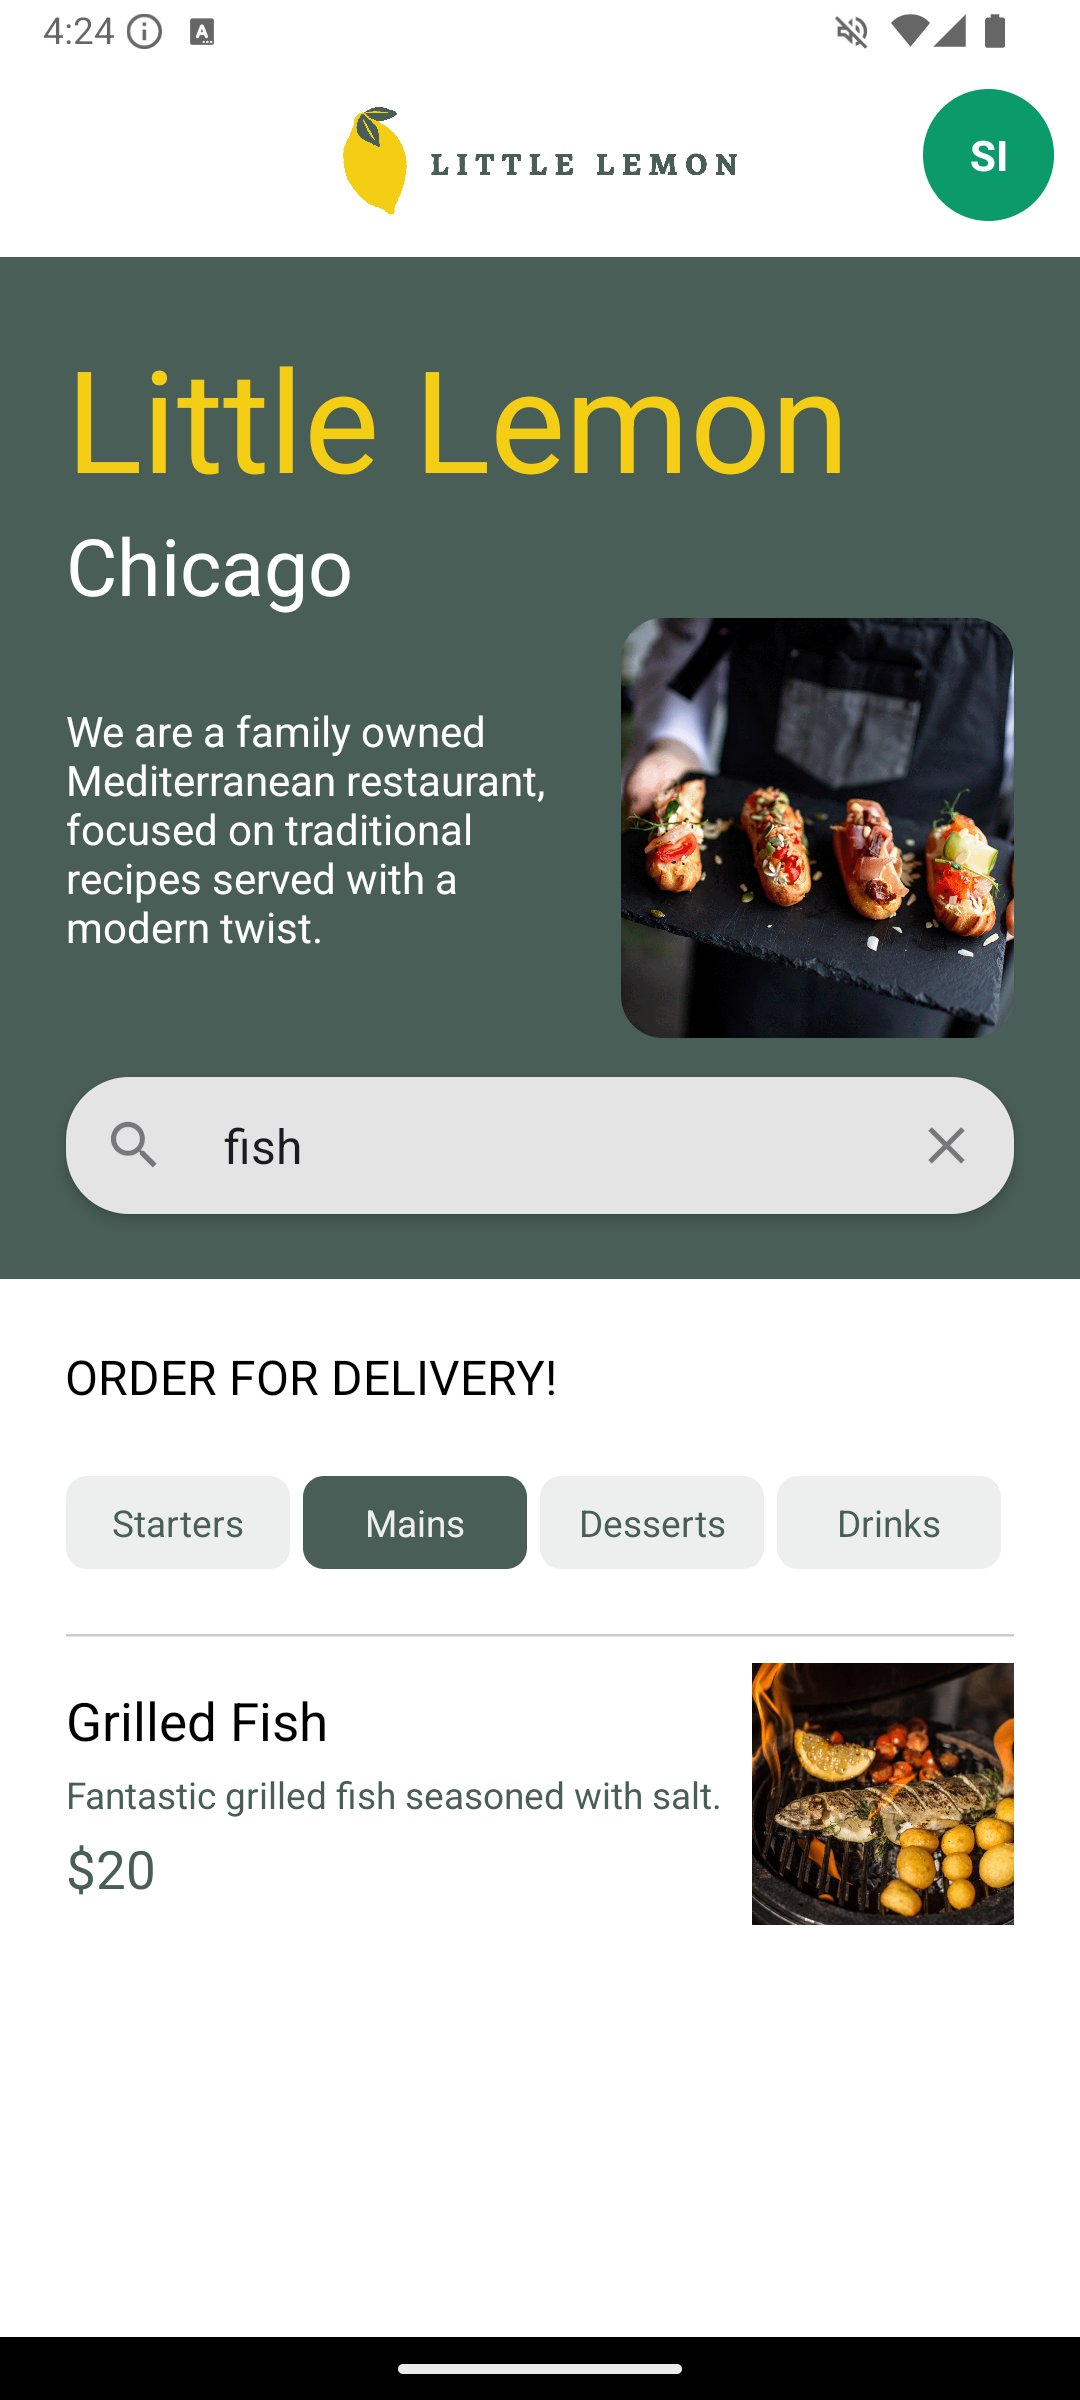 4:24
LITTLE LEMON
SI
Little Lemon
Chicago
We are a family owned
Mediterranean restaurant,
focused on traditional
recipes served with a
modern twist.
fish
ORDER FOR DELIVERY!
Starters Mains Desserts Drinks
Grilled Fish
Fantastic grilled fish seasoned with salt.
$20